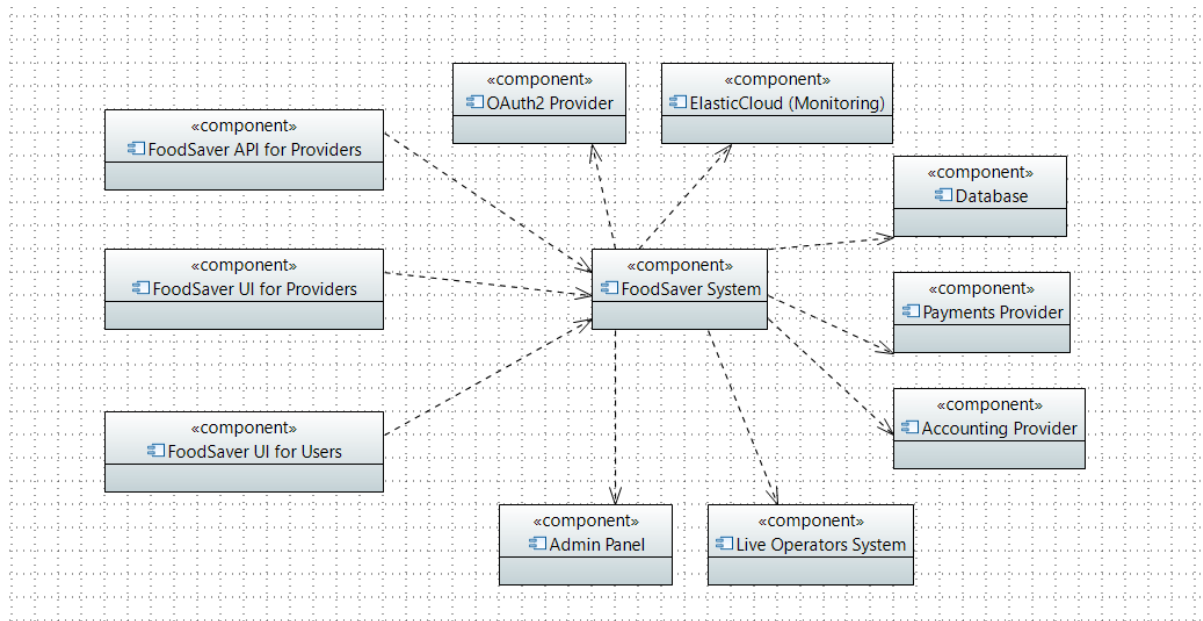 «component»
OAuth2 Provider
«component»
ElasticCloud (Monitoring)
«component»
FoodSaver API for Providers
«component»
Database
«component»
FoodSaver UI for Providers
«component»
FoodSaver System
«component»
Payments Provider
«component»
Accounting Provider
«component»
FoodSaver UI for Users
«component»
Admin Panel
«component»
Live Operators System